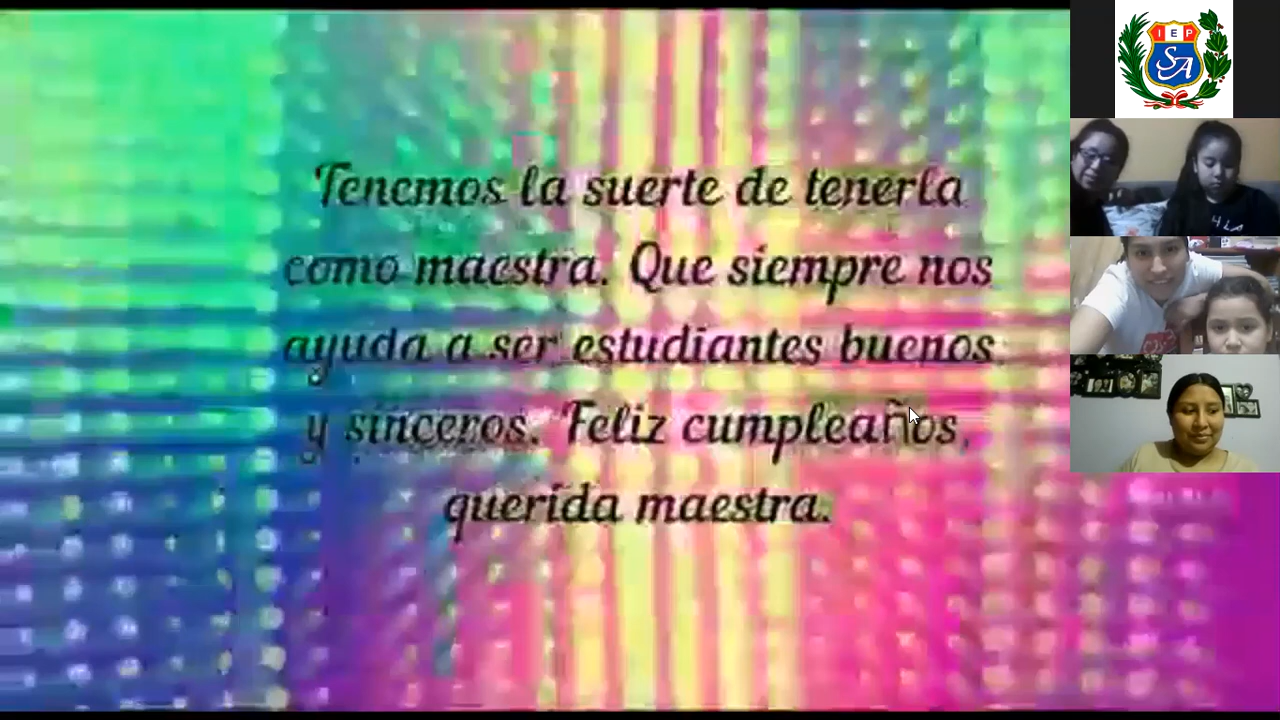 Tenemos la suerte de tenerla
como maestra. Que siempre nos
ayuda a ser estudiantes buenos
y sinceros. Feliz cumpleaños,
querida maestra.
I E P
SA